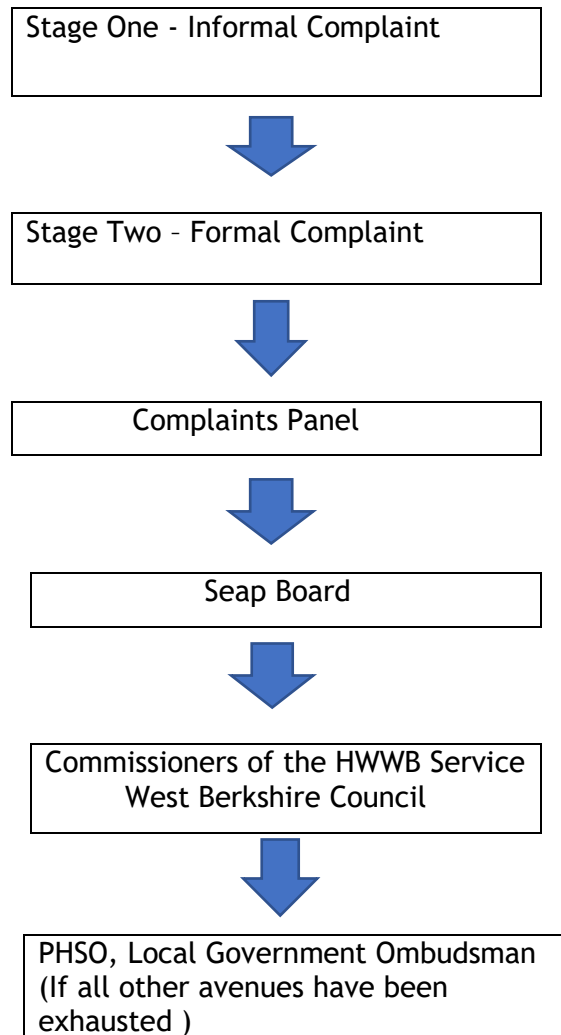 Stage One - Informal Complaint
Stage Two – Formal Complaint
Complaints Panel
Seap Board
Commissioners of the HWWB Service
West Berkshire Council
PHSO, Local Government Ombudsman
(If all other avenues have been
exhausted )